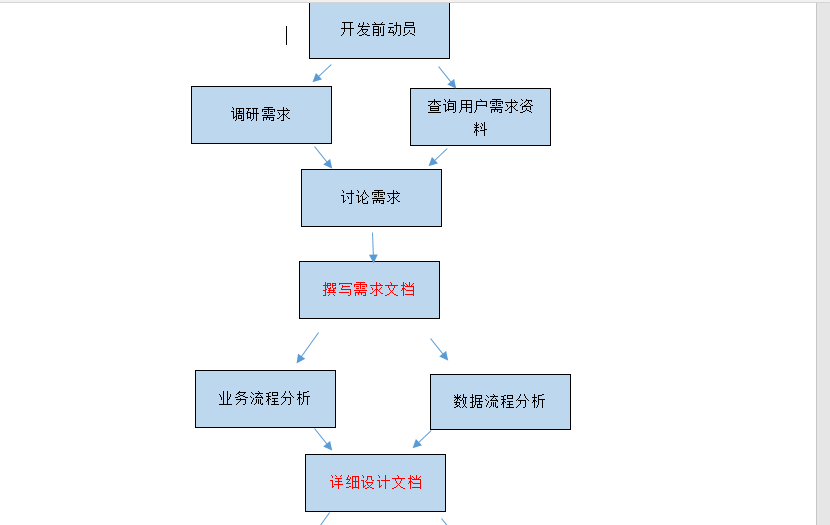 开发前动员
调研需求
查询用户需求资
料
讨论需求
撰写需求文档
业务流程分析
数据流程分析
详细设计文档